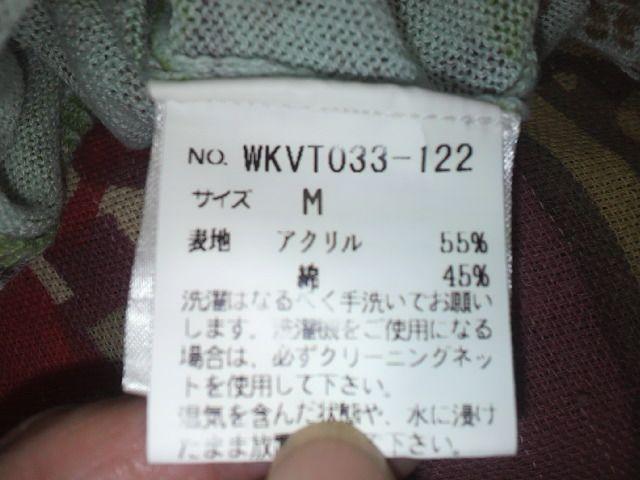 NO. WKVT033-122
サイズ M
表地 アクリル 55%
綿 45%
洗濯はなるべく手洗いでお願い
します。洗濯機をご使用になる
場合は、必ずクリーニングネッ
トを使用して下さい。
湿気を含んだ状態や、水に浸け
たまま放置 て下さい。